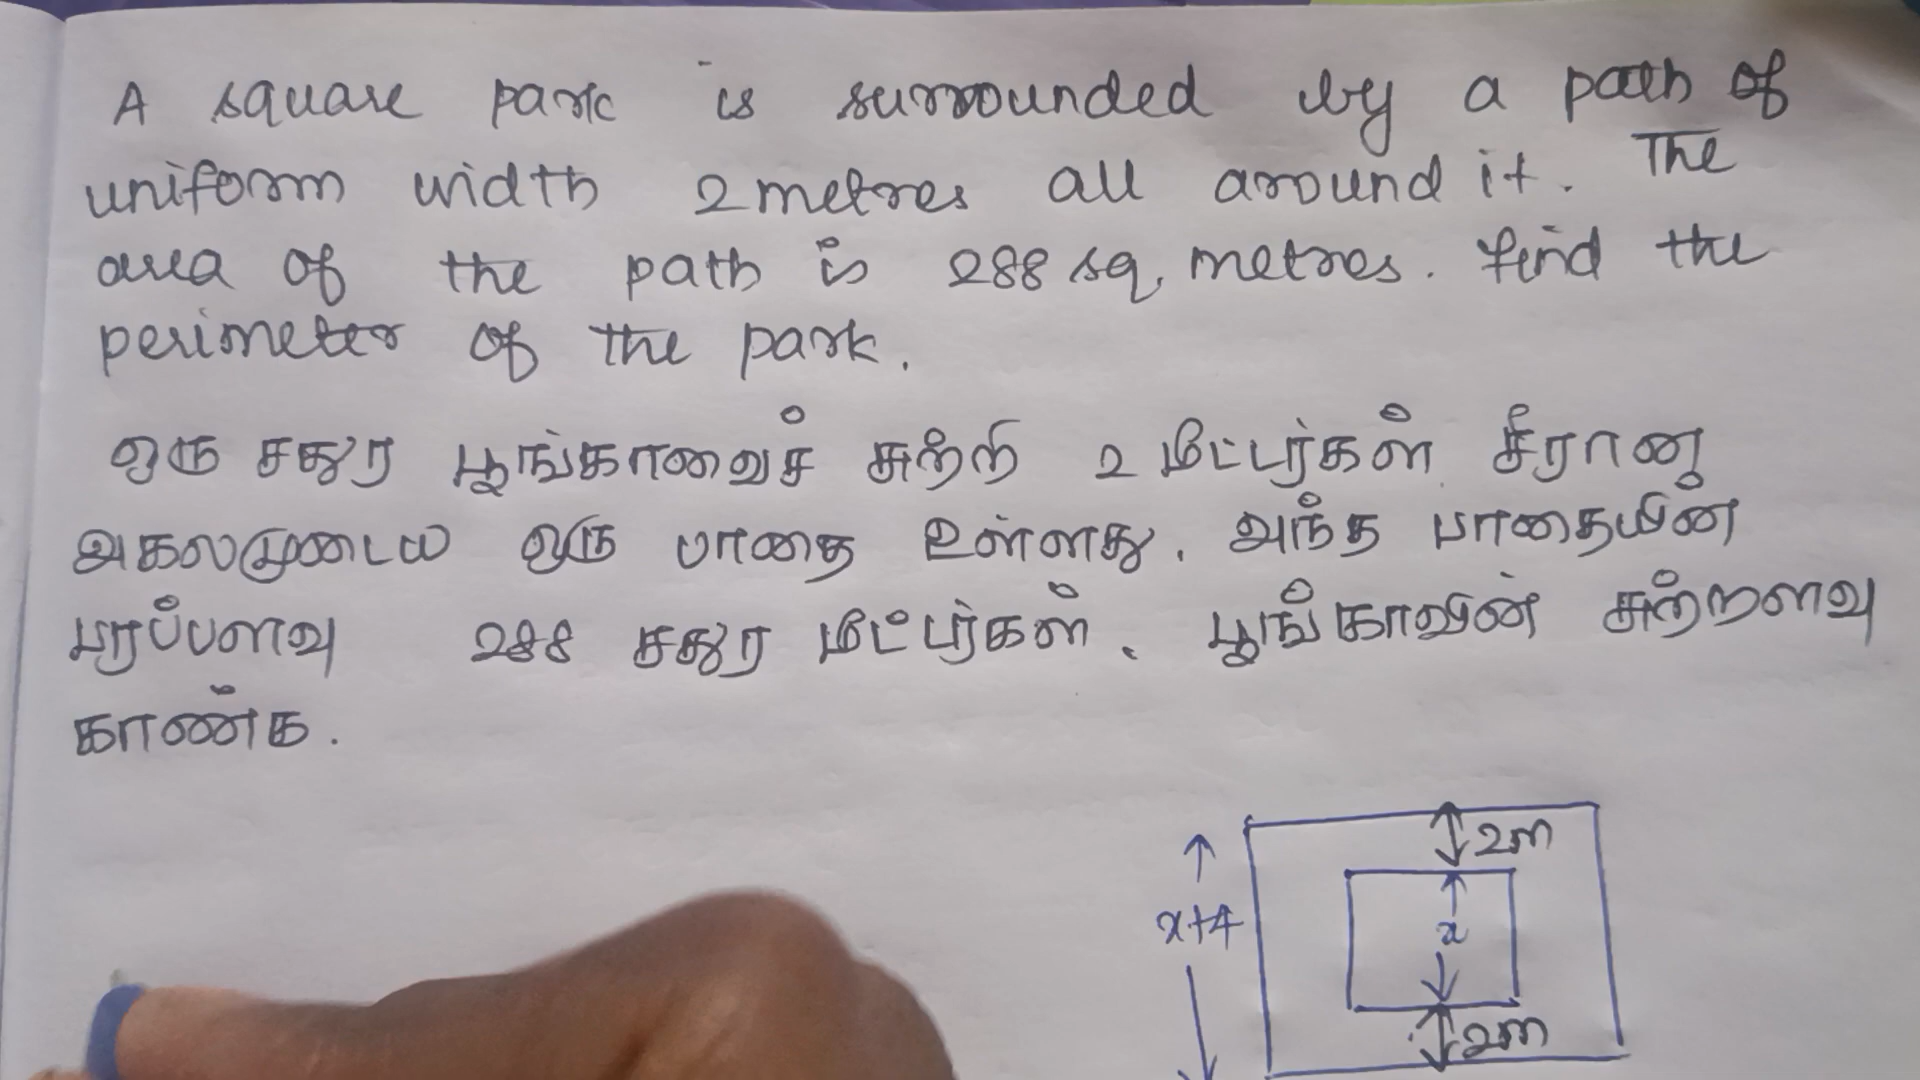 A square park is surrounded by a path of
uniform width 2 metres all around it. The
area of the path is 288 sq. metres. Find the
perimeter of the park.
ஒரு சதுர பூங்காவைச் சுற்றி 2 மீட்டர்கள் சீரான
அகலமுடைய ஒரு பாதை உள்ளது. அந்த பாதையின்
பரப்பளவு 288 சதுர மீட்டர்கள். பூங்காவின் சுற்றளவு
காண்க.
2m
x+4
x
2m